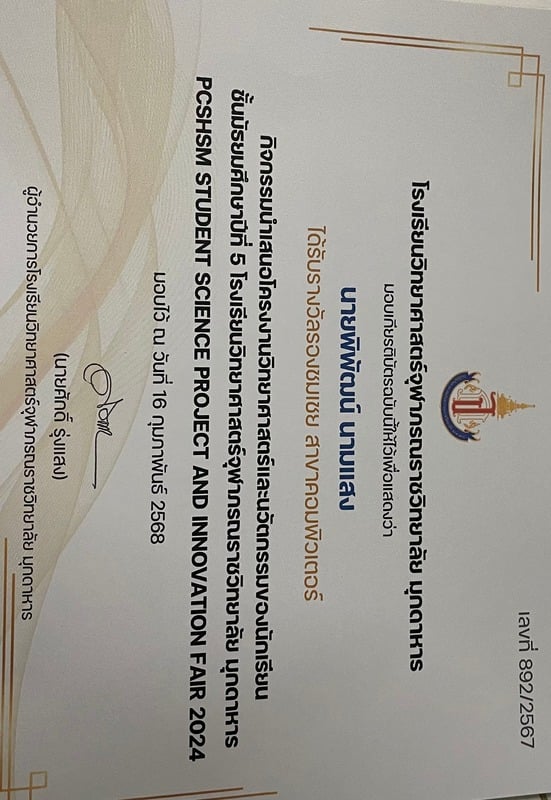 เลขที่ 892/2567
โรงเรียนวิทยาศาสตร์จุฬาภรณราชวิทยาลัย มุกดาหาร
มอบเกียรติบัตรฉบับนี้ให้ไว้เพื่อแสดงว่า
นายพิพัฒน์ นาบแสง
ได้รับรางวัลรองชมเชย สาขาคอมพิวเตอร์
กิจกรรมนำเสนอโครงงานวิทยาศาสตร์และนวัตกรรมของนักเรียน
ชั้นมัธยมศึกษาปีที่ 5 โรงเรียนวิทยาศาสตร์จุฬาภรณราชวิทยาลัย มุกดาหาร
PCSHSM STUDENT SCIENCE PROJECT AND INNOVATION FAIR 2024
มอบไว้ ณ วันที่ 16 กุมภาพันธ์ 2568
(นายศักดิ์ รุ่งแสง)
ผู้อำนวยการโรงเรียนวิทยาศาสตร์จุฬาภรณราชวิทยาลัย มุกดาหาร